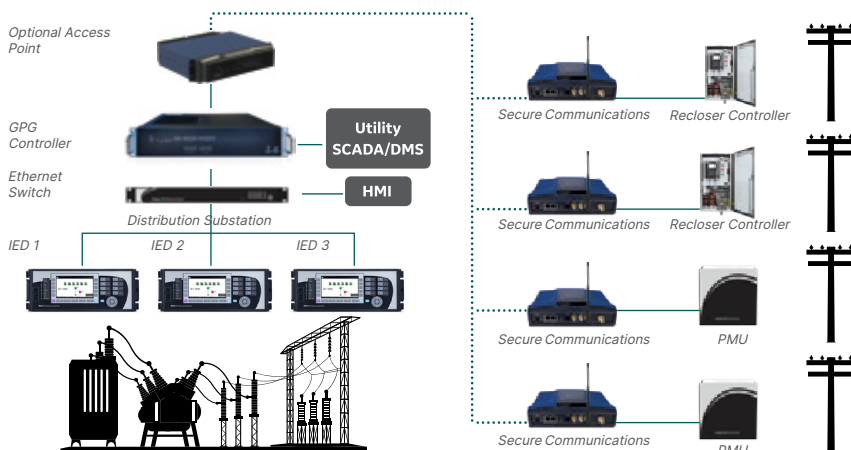 Optional Access
Point
GPG
Controller
Utility
SCADA/DMS
Ethernet
Switch
HMI
Distribution Substation
IED 1
IED 2
IED 3
Secure Communications
Recloser Controller
Secure Communications
Recloser Controller
Secure Communications
PMU
Secure Communications
PMU